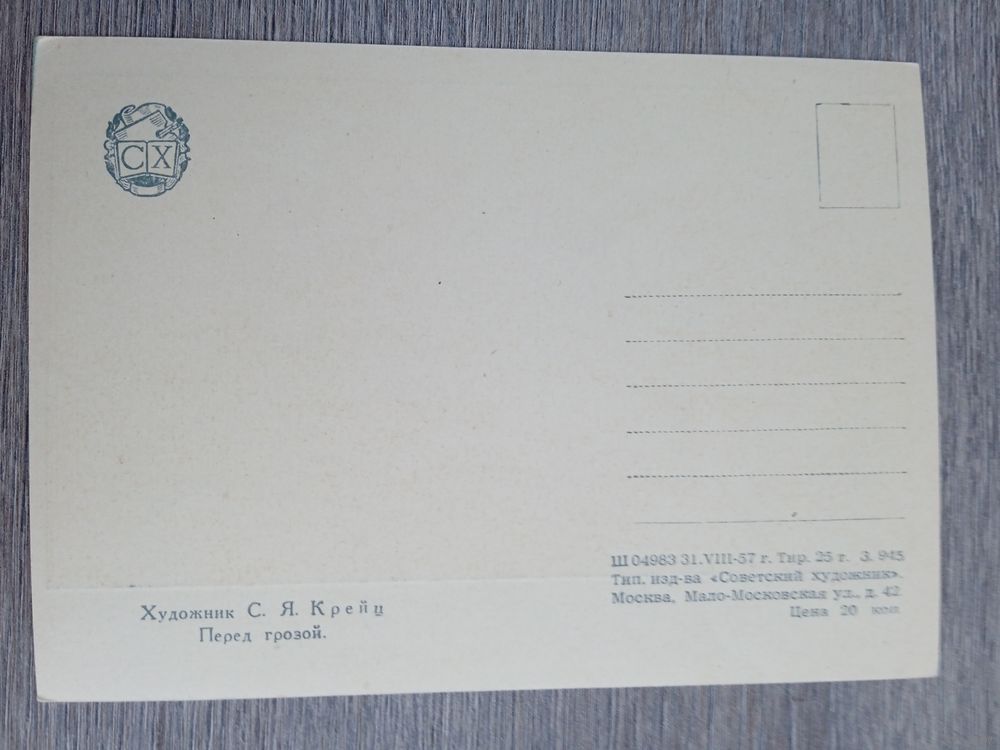 СХ
Художник С. Я. Крейц
Перед грозой.
Ш 04983 31.VIII-57 г. Тир. 25 т. З. 945
Тип. изд-ва «Советский художник».
Москва, Мало-Московская ул., д. 42
Цена 20 коп.